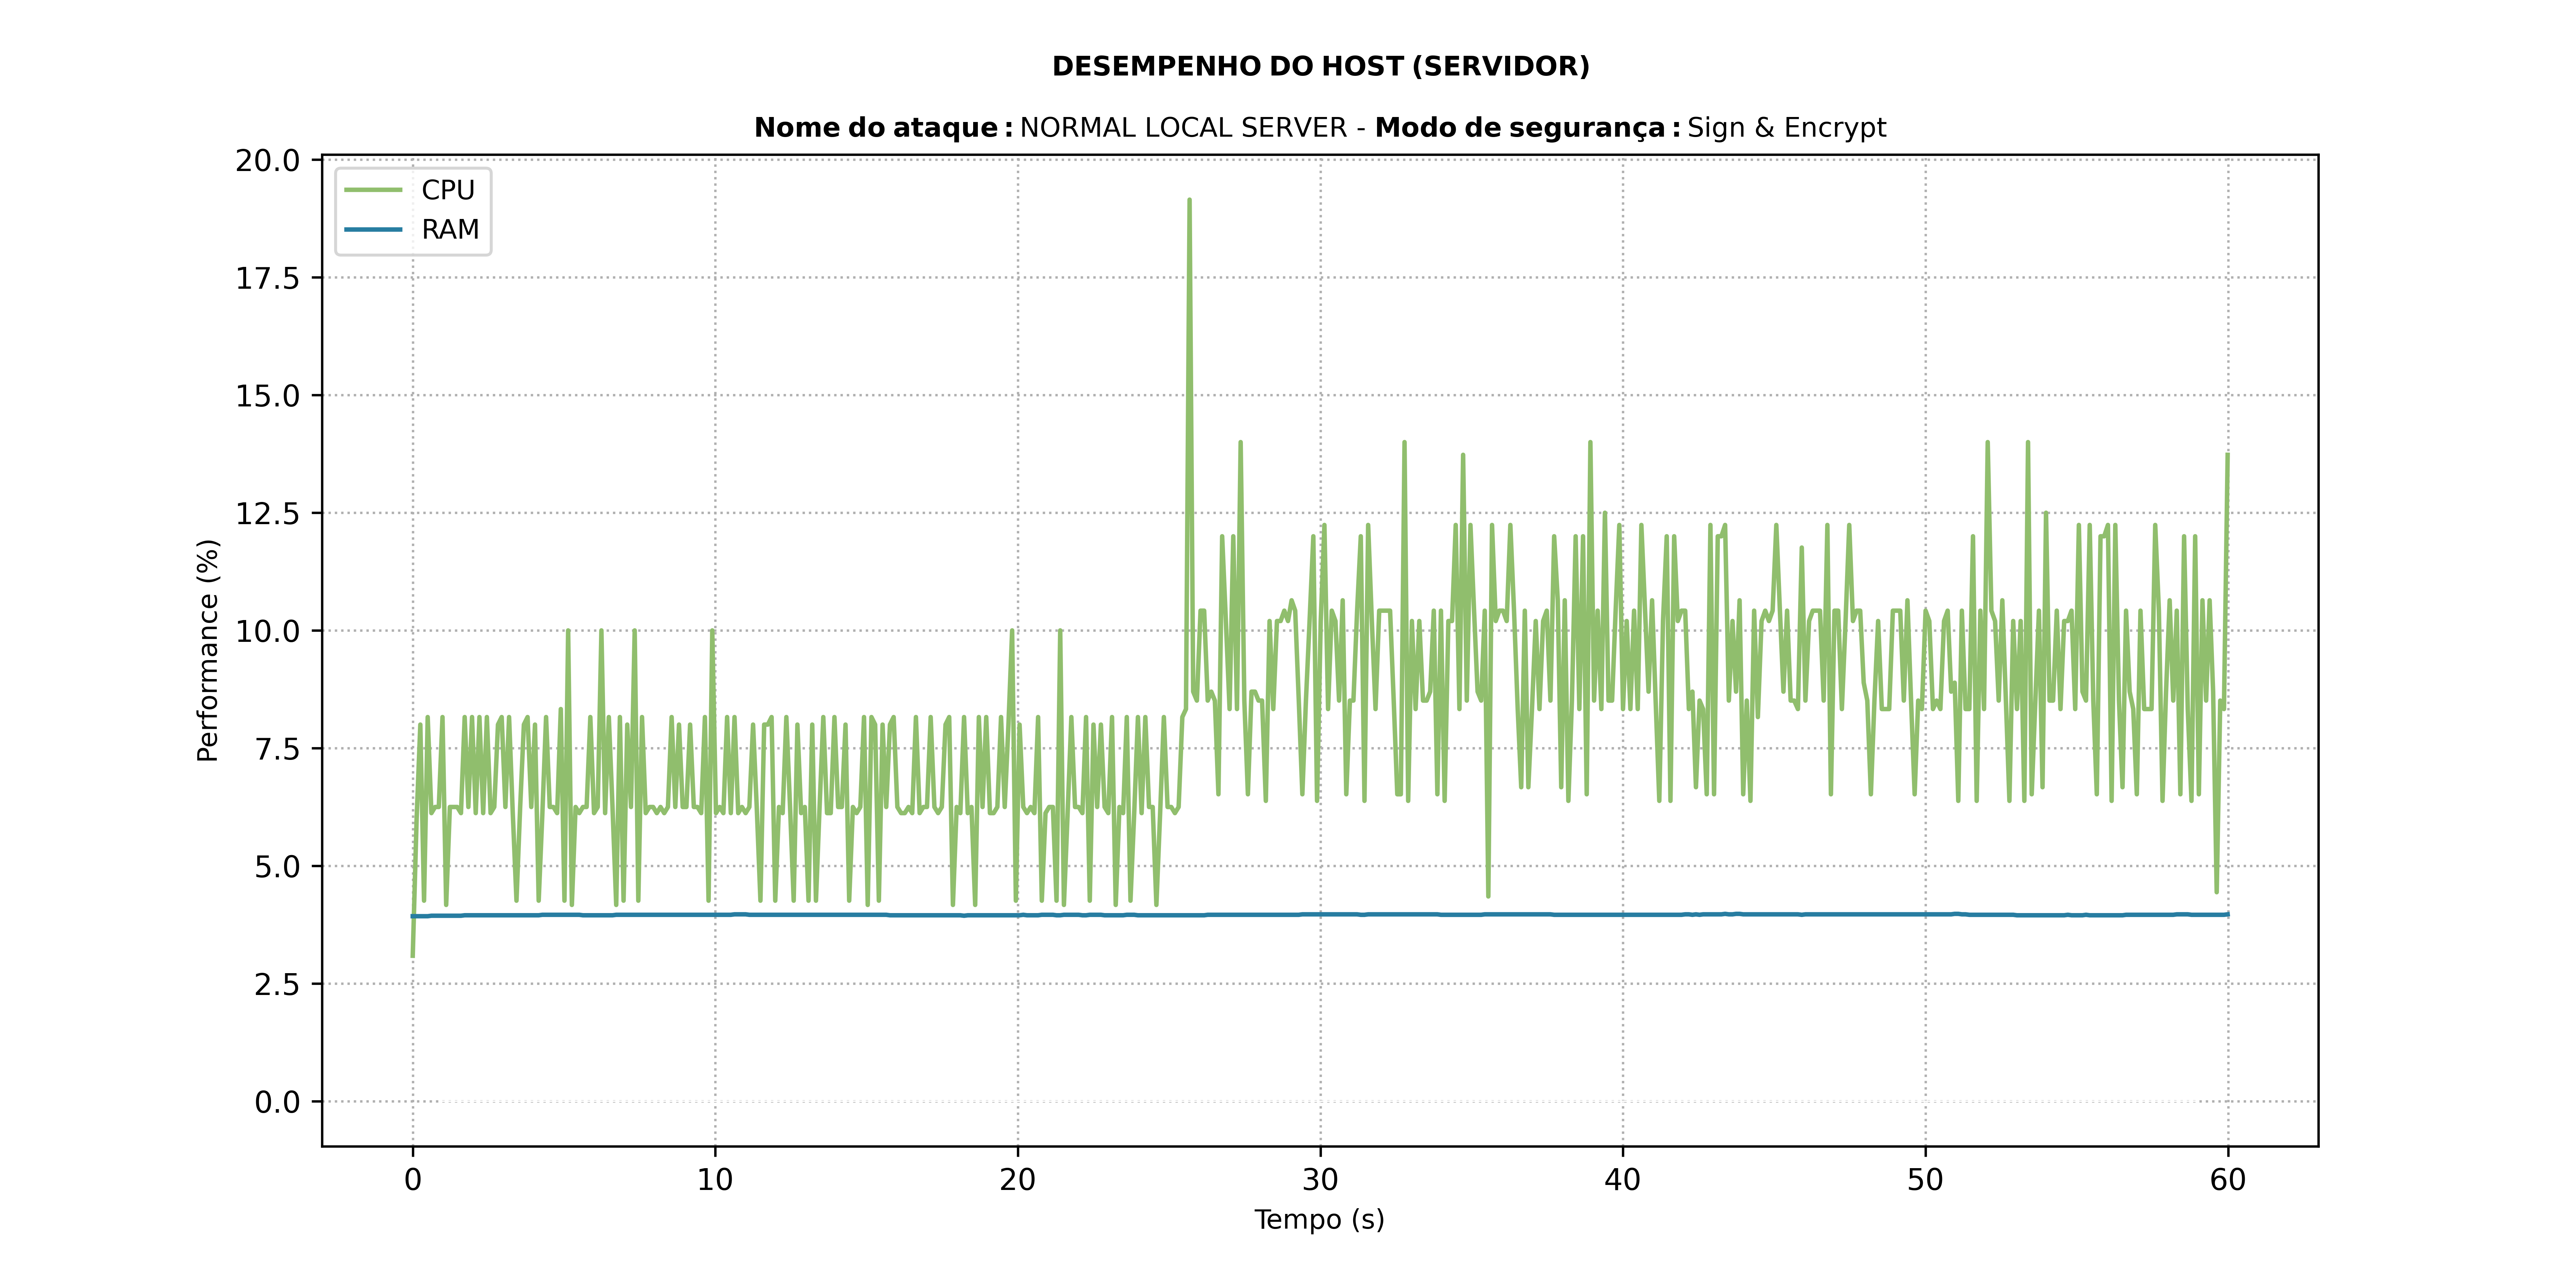 DESEMPENHO DO HOST (SERVIDOR)
Nome do ataque: NORMAL LOCAL SERVER - Modo de segurança: Sign & Encrypt
20.0
17.5
15.0
12.5
10.0
7.5
5.0
2.5
0.0
Performance (%)
CPU
RAM
0 10 20 30 40 50 60
Tempo (s)